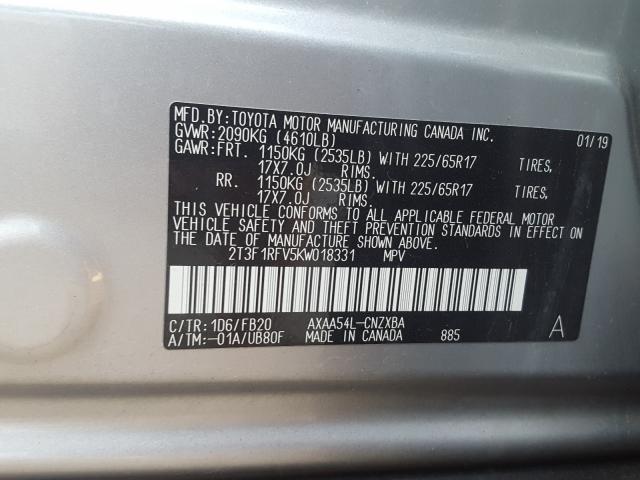 MFD.BY:TOYOTA MOTOR MANUFACTURING CANADA INC.
GVWR:2090KG (4610LB) 01/19
GAWR:FRT. 1150KG (2535LB) WITH 225/65R17 TIRES,
17X7.0J RIMS.
RR. 1150KG (2535LB) WITH 225/65R17 TIRES,
17X7.0J RIMS.
THIS VEHICLE CONFORMS TO ALL APPLICABLE FEDERAL MOTOR
VEHICLE SAFETY AND THEFT PREVENTION STANDARDS IN EFFECT ON
THE DATE OF MANUFACTURE SHOWN ABOVE.
2T3F1RFV5KW018331 MPV
C/TR:1D6/FB20 AXAA54L-CNZXBA
A/TM:-01A/UB80F MADE IN CANADA 885 A